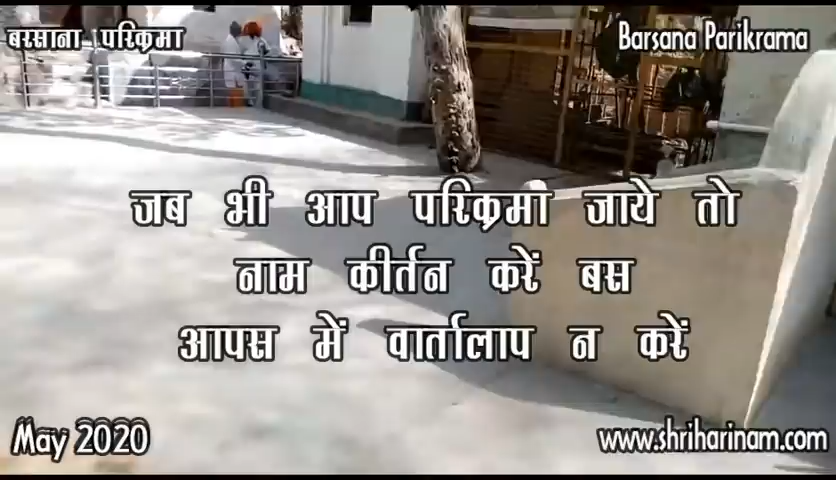 बरसाना परिक्रमा
Barsana Parikrama
जब भी आप परिक्रमा जाये तो
नाम कीर्तन करें बस
आपस में वार्तालाप न करें
May 2020
www.shriharinam.com